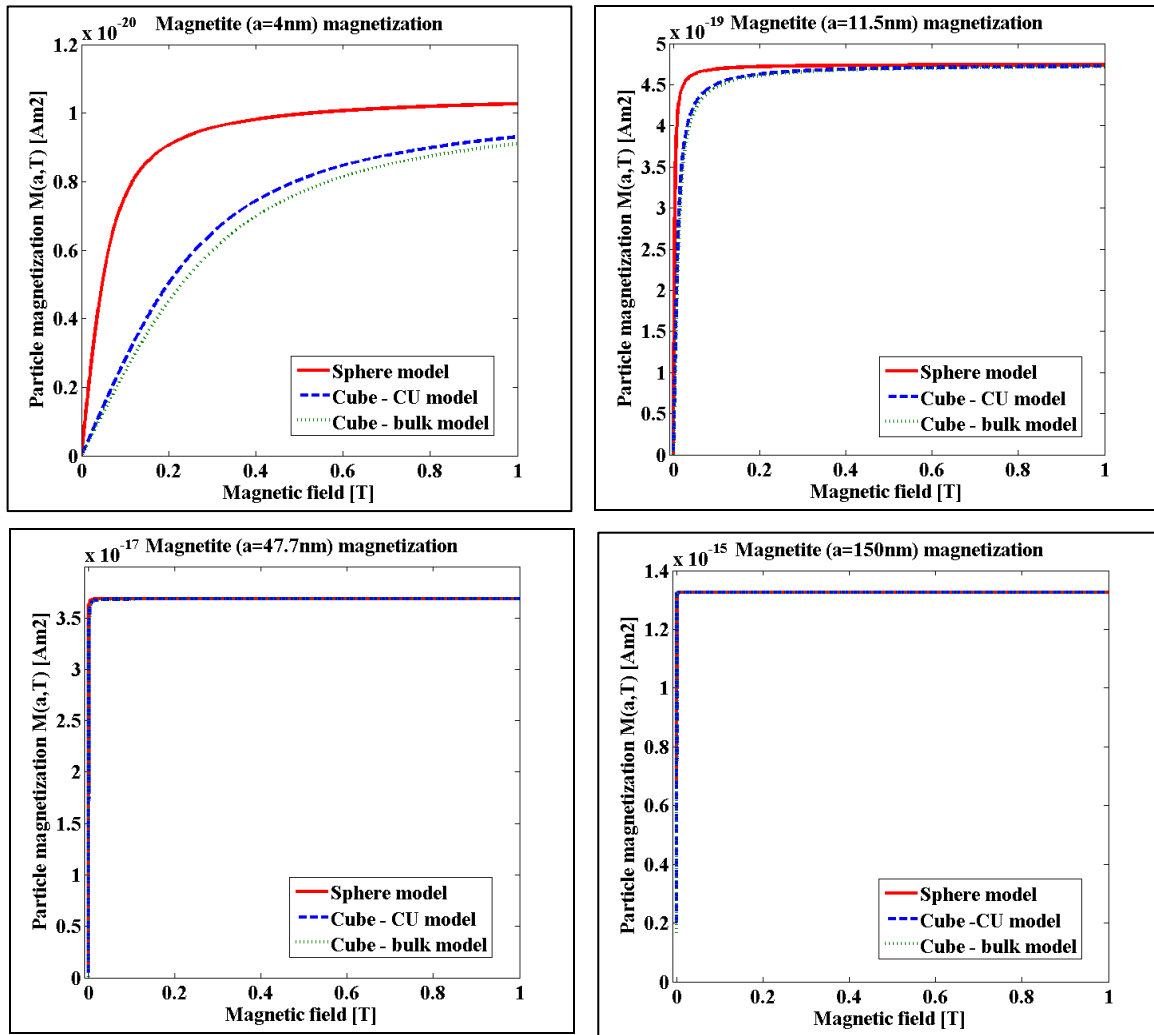 x 10-20
Magnetite (a=4nm) magnetization
1.2
1
0.8
0.6
0.4
0.2
0
Particle magnetization M(a,T) [Am2]
Sphere model
Cube - CU model
Cube - bulk model
0 0.2 0.4 0.6 0.8 1
Magnetic field [T]
x 10-19
Magnetite (a=11.5nm) magnetization
5
4.5
4
3.5
3
2.5
2
1.5
1
0.5
0
Particle magnetization M(a,T) [Am2]
Sphere model
Cube - CU model
Cube - bulk model
0 0.2 0.4 0.6 0.8 1
Magnetic field [T]
x 10-17 Magnetite (a=47.7nm) magnetization
3.5
3
2.5
2
1.5
1
0.5
0
Particle magnetization M(a,T) [Am2]
Sphere model
Cube - CU model
Cube - bulk model
0 0.2 0.4 0.6 0.8 1
Magnetic field [T]
x 10-15 Magnetite (a=150nm) magnetization
1.4
1.2
1
0.8
0.6
0.4
0.2
0
Particle magnetization M(a,T) [Am2]
Sphere model
Cube -CU model
Cube - bulk model
0 0.2 0.4 0.6 0.8 1
Magnetic field [T]